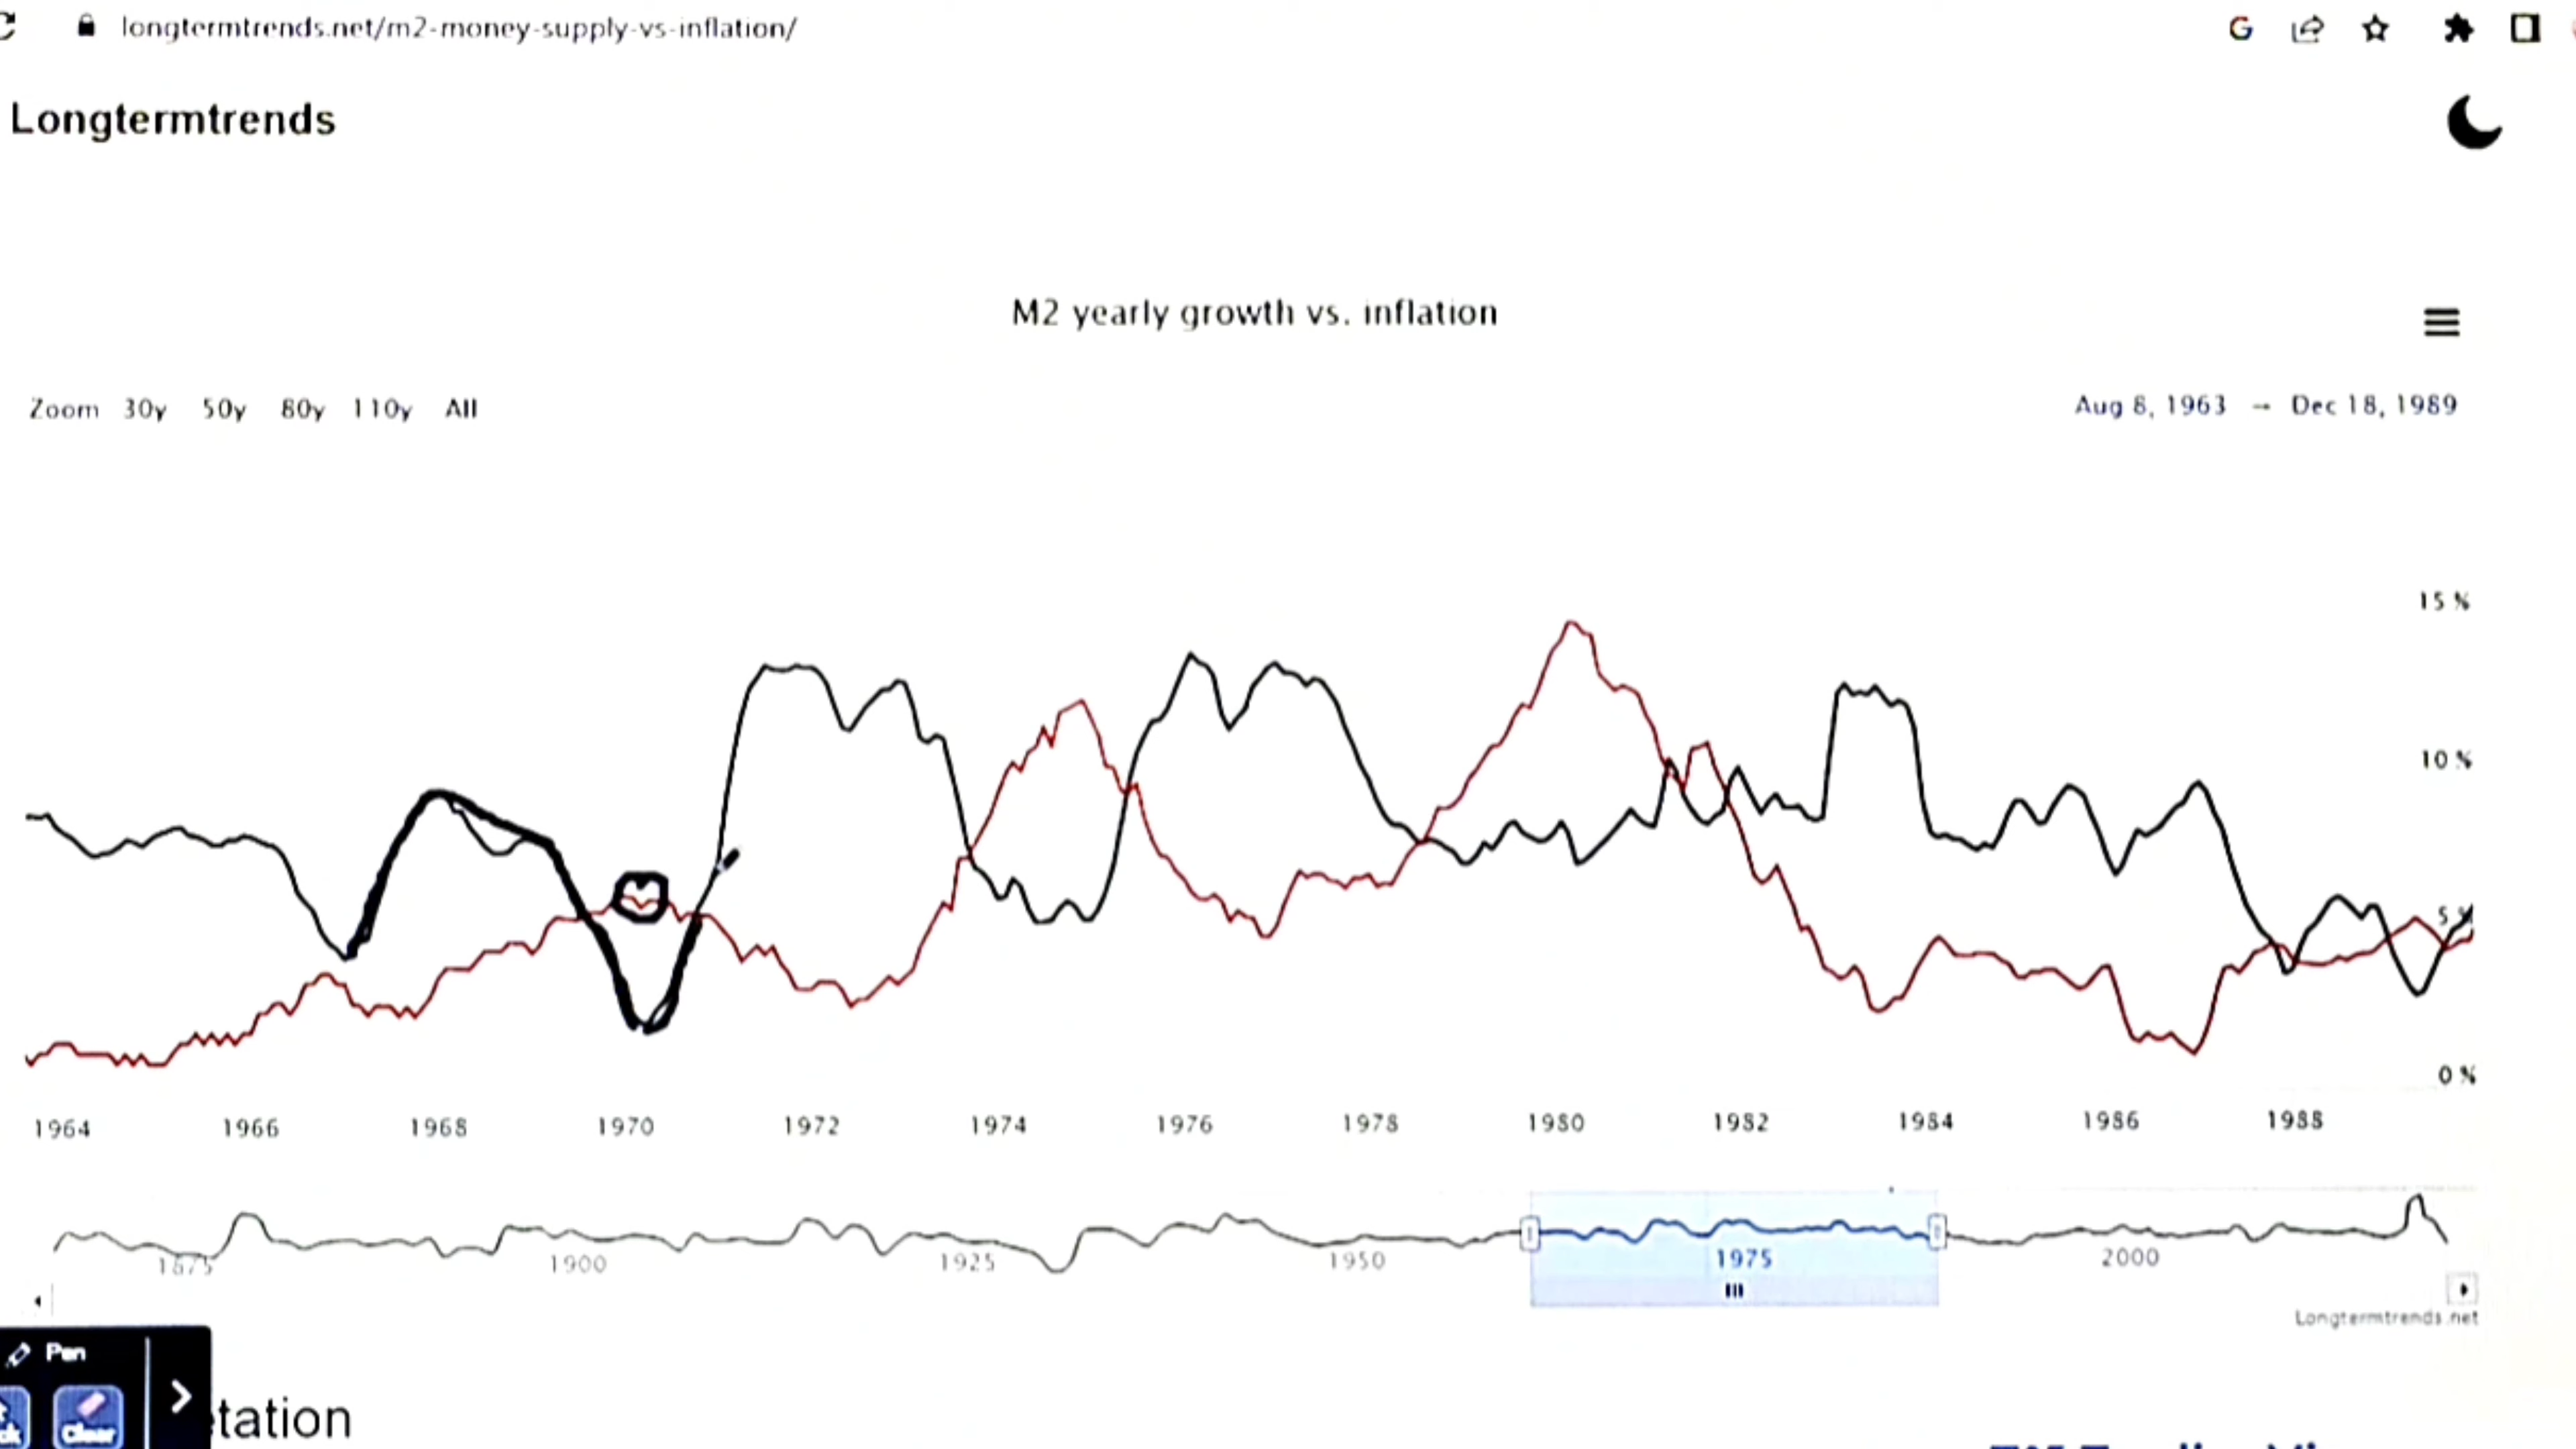 longtermtrends.net/m2-money-supply-vs-inflation/
Longtermtrends
M2 yearly growth vs. inflation
Zoom 30y 50y 80y 110y All
Aug 8, 1963 → Dec 18, 1989
15 %
10 %
5 %
0 %
1964 1966 1968 1970 1972 1974 1976 1978 1980 1982 1984 1986 1988
1875 1900 1925 1950 1975 2000
Longtermtrends.net
Pen
Clear
tation